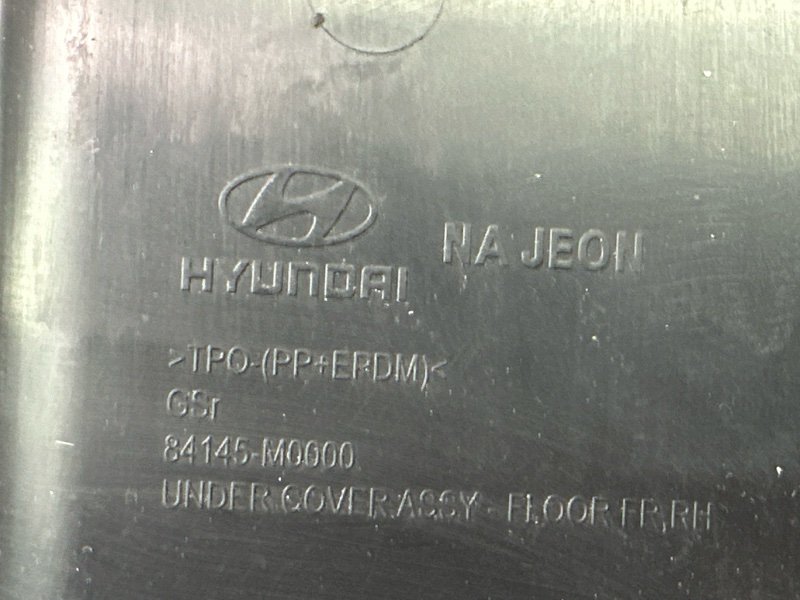 HYUNDAI NA JEON
>TPO-(PP+EPDM)<
GSr
84145-M0000
UNDER COVER ASSY - FLOOR FR,RH